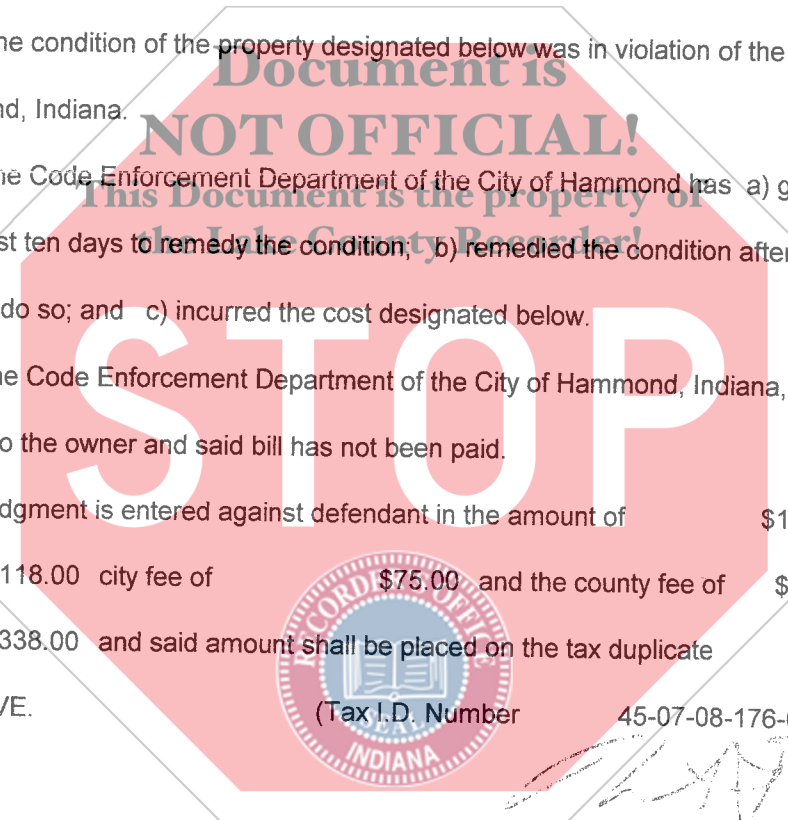 ne condition of the property designated below was in violation of the
Document is
nd, Indiana.
NOT OFFICIAL!
ne Code Enforcement Department of the City of Hammond has a) g
This Document is the property of
st ten days to remedy the condition; b) remedied the condition after
the Lake County Recorder!
do so; and c) incurred the cost designated below.
STOP
ne Code Enforcement Department of the City of Hammond, Indiana,
o the owner and said bill has not been paid.
dgment is entered against defendant in the amount of $1
118.00 city fee of $75.00 and the county fee of $
338.00 and said amount shall be placed on the tax duplicate
VE. (Tax I.D. Number 45-07-08-176-
RECORDER'S OFFICE
SEAL
INDIANA